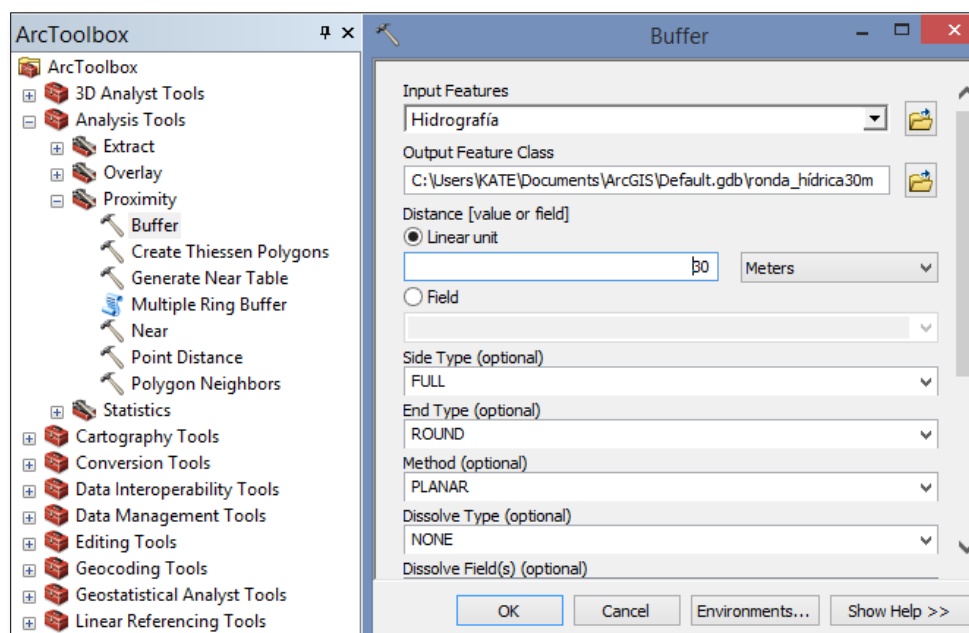 ArcToolbox
ArcToolbox
3D Analyst Tools
Analysis Tools
Extract
Overlay
Proximity
Buffer
Create Thiessen Polygons
Generate Near Table
Multiple Ring Buffer
Near
Point Distance
Polygon Neighbors
Statistics
Cartography Tools
Conversion Tools
Data Interoperability Tools
Data Management Tools
Editing Tools
Geocoding Tools
Geostatistical Analyst Tools
Linear Referencing Tools
Buffer
Input Features
Hidrografía
Output Feature Class
C:\Users\KATE\Documents\ArcGIS\Default.gdb\ronda_hídrica30m
Distance [value or field]
Linear unit
30 Meters
Field
Side Type (optional)
FULL
End Type (optional)
ROUND
Method (optional)
PLANAR
Dissolve Type (optional)
NONE
Dissolve Field(s) (optional)
OK Cancel Environments... Show Help >>